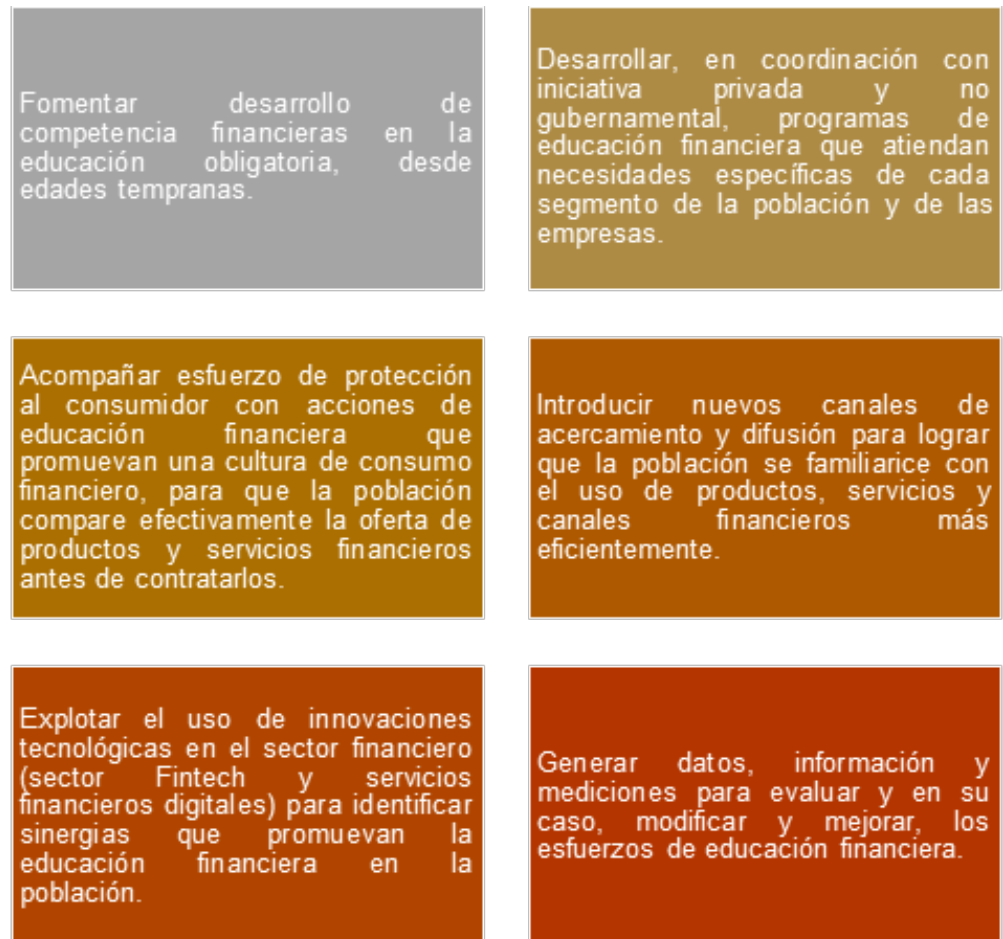 Fomentar desarrollo de
competencia financieras en la
educación obligatoria, desde
edades tempranas.
Desarrollar, en coordinación con
iniciativa privada y no
gubernamental, programas de
educación financiera que atiendan
necesidades específicas de cada
segmento de la población y de las
empresas.
Acompañar esfuerzo de protección
al consumidor con acciones de
educación financiera que
promuevan una cultura de consumo
financiero, para que la población
compare efectivamente la oferta de
productos y servicios financieros
antes de contratarlos.
Introducir nuevos canales de
acercamiento y difusión para lograr
que la población se familiarice con
el uso de productos, servicios y
canales financieros más
eficientemente.
Explotar el uso de innovaciones
tecnológicas en el sector financiero
(sector Fintech y servicios
financieros digitales) para identificar
sinergias que promuevan la
educación financiera en la
población.
Generar datos, información y
mediciones para evaluar y en su
caso, modificar y mejorar, los
esfuerzos de educación financiera.